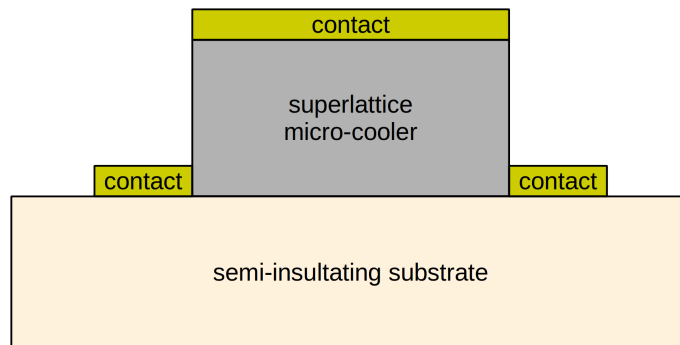 contact
superlattice
micro-cooler
contact
contact
semi-insultating substrate